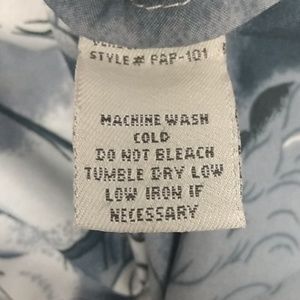 STYLE # PAP-101
MACHINE WASH
COLD
DO NOT BLEACH
TUMBLE DRY LOW
LOW IRON IF
NECESSARY